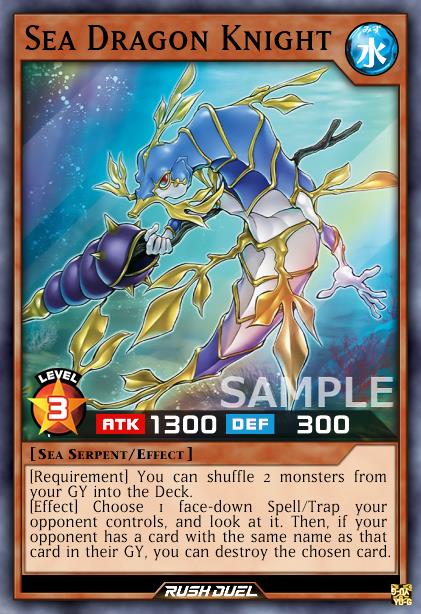 Sea Dragon Knight
みず
水
SAMPLE
LEVEL
3
ATK 1300 DEF 300
[Sea Serpent/Effect]
[Requirement] You can shuffle 2 monsters from
your GY into the Deck.
[Effect] Choose 1 face-down Spell/Trap your
opponent controls, and look at it. Then, if your
opponent has a card with the same name as that
card in their GY, you can destroy the chosen card.
RUSH DUEL